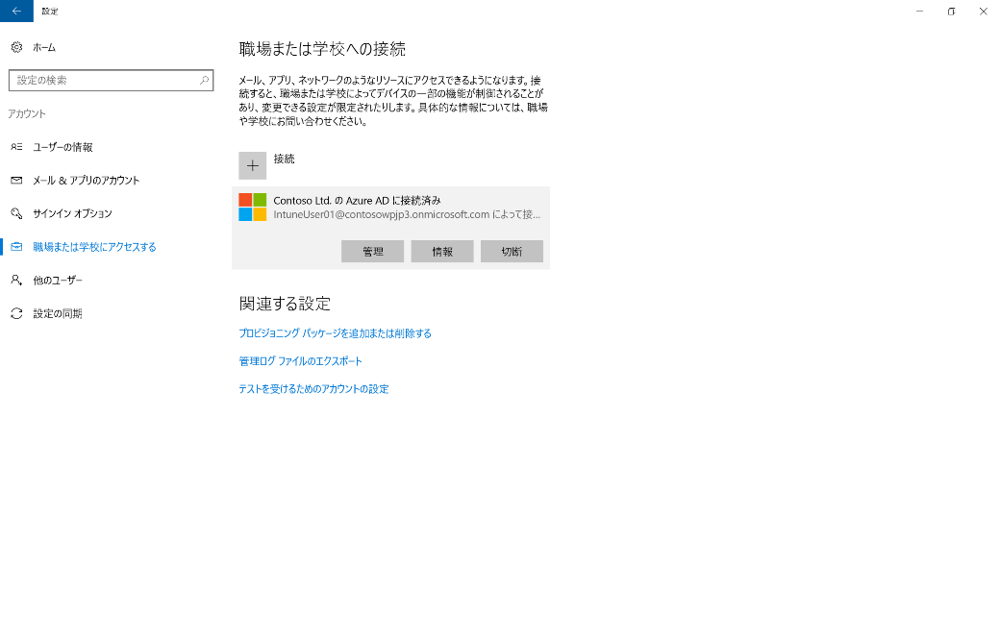 設定
ホーム
設定の検索
アカウント
ユーザーの情報
メール & アプリのアカウント
サインイン オプション
職場または学校にアクセスする
他のユーザー
設定の同期
職場または学校への接続
メール、アプリ、ネットワークのようなリソースにアクセスできるようになります。接
続すると、職場または学校によってデバイスの一部の機能が制御されることが
あり、変更できる設定が限定されたりします。具体的な情報については、職場
や学校にお問い合わせください。
接続
Contoso Ltd. の Azure AD に接続済み
IntuneUser01@contosowpjp3.onmicrosoft.com によって接...
管理
情報
切断
関連する設定
プロビジョニング パッケージを追加または削除する
管理ログ ファイルのエクスポート
テストを受けるためのアカウントの設定